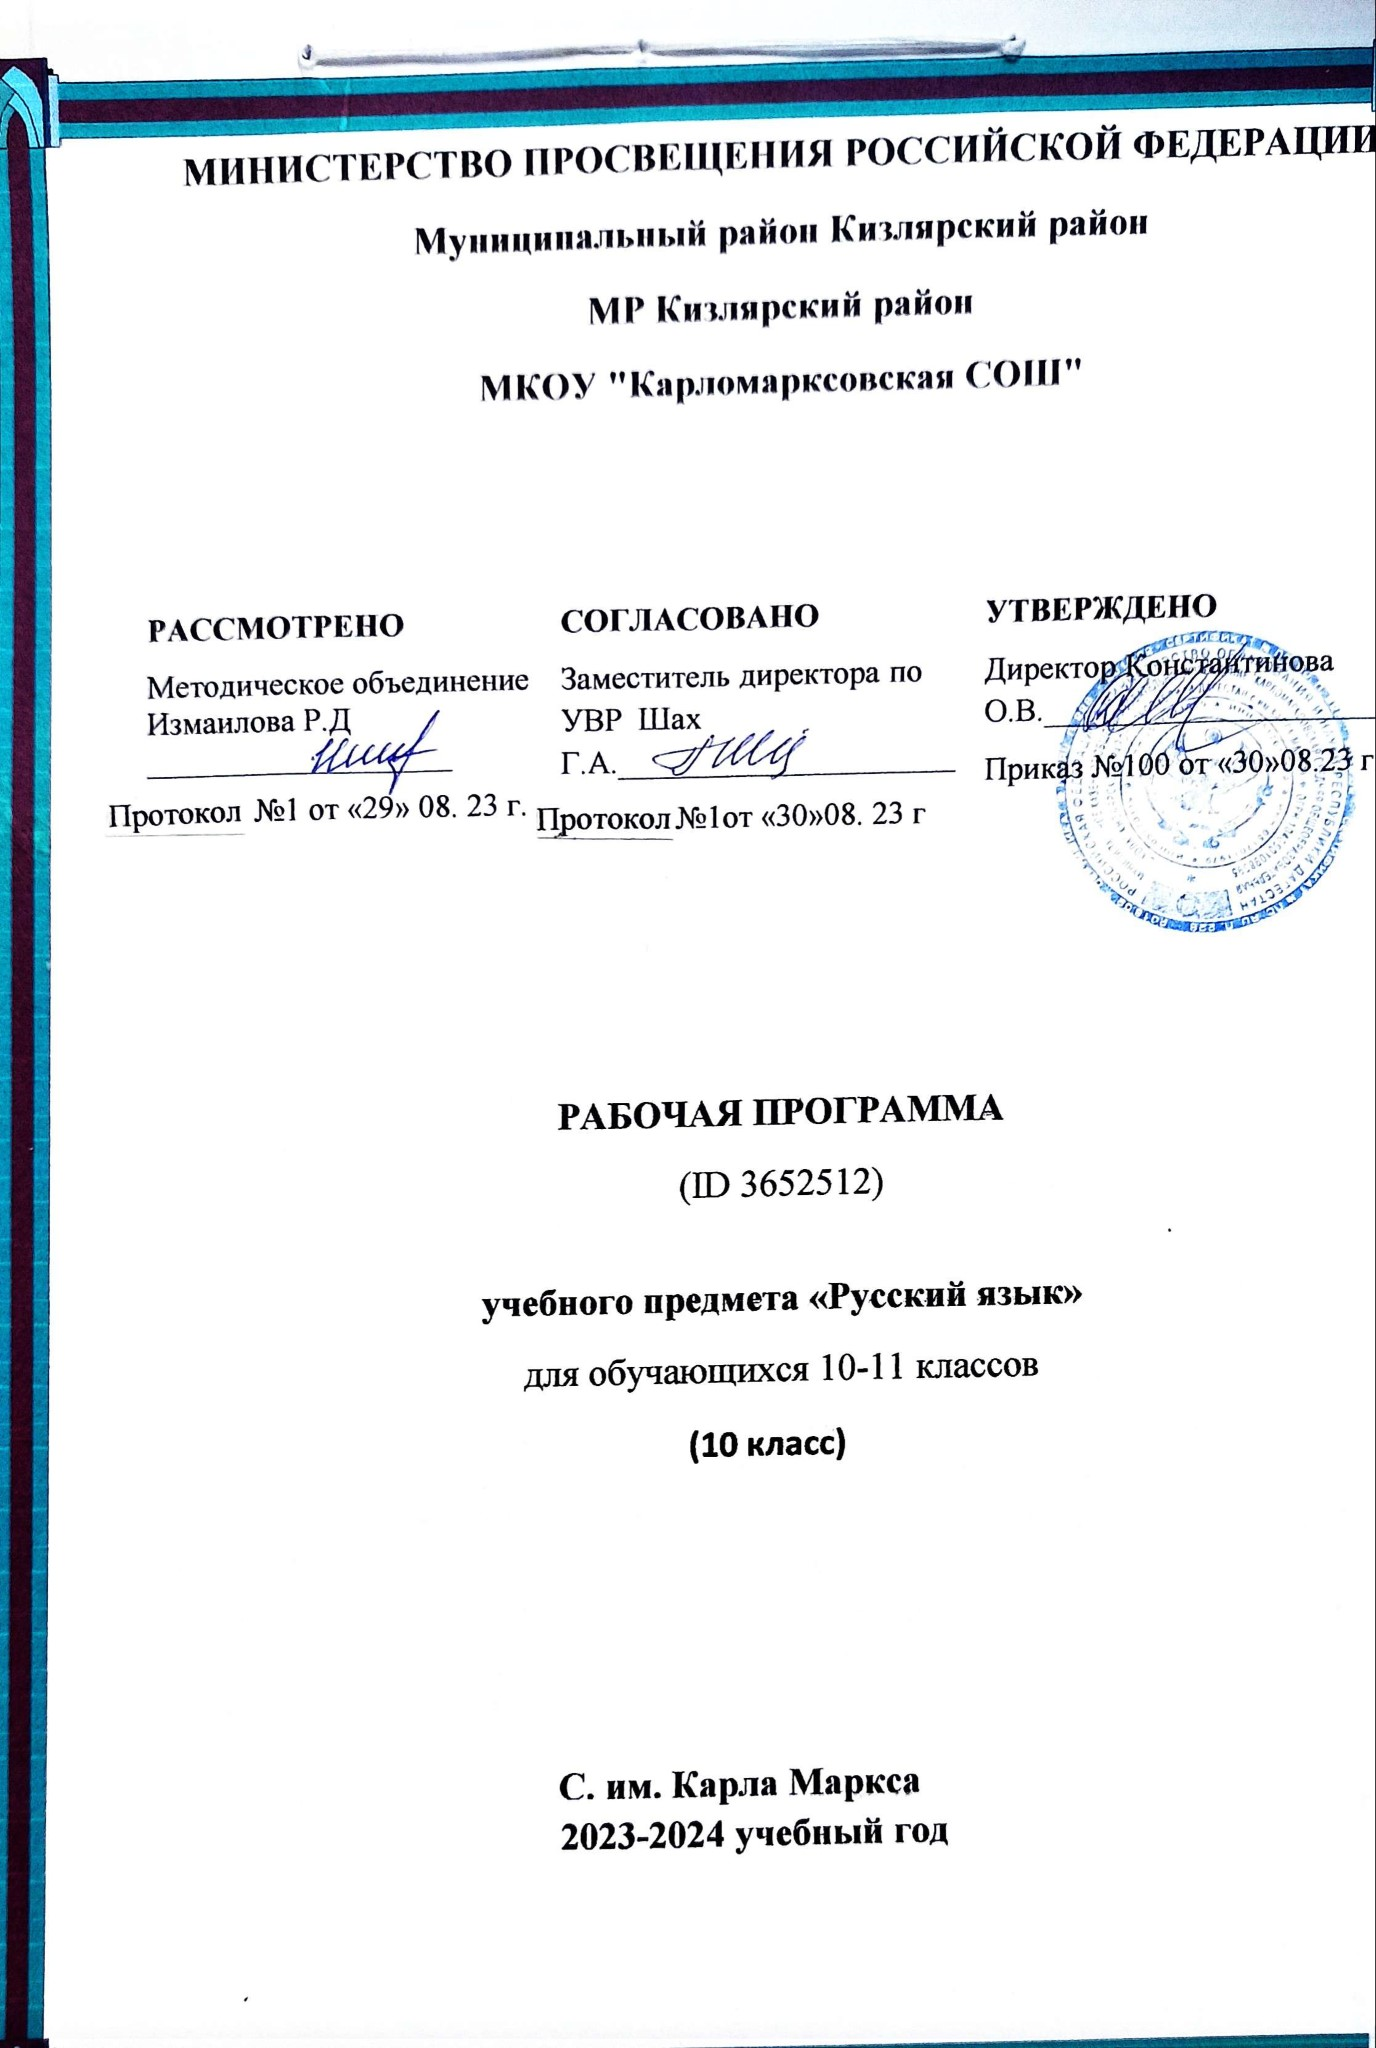 МИНИСТЕРСТВО ПРОСВЕЩЕНИЯ РОССИЙСКОЙ ФЕДЕРАЦИИ
Муниципальный район Кизлярский район
МР Кизлярский район
МКОУ "Карломарксовская СОШ"
РАССМОТРЕНО
Методическое объединение
Измаилова Р.Д
Протокол №1 от «29» 08. 23 г.
СОГЛАСОВАНО
Заместитель директора по
УВР Шах
Г.А.
Протокол №1от «30»08. 23 г
УТВЕРЖДЕНО
Директор Константинова
О.В.
Приказ №100 от «30»08.23 г
РЕСПУБЛИКИ ДАГЕСТАН
РАБОЧАЯ ПРОГРАММА
(ID 3652512)
учебного предмета «Русский язык»
для обучающихся 10-11 классов
(10 класс)
С. им. Карла Маркса
2023-2024 учебный год